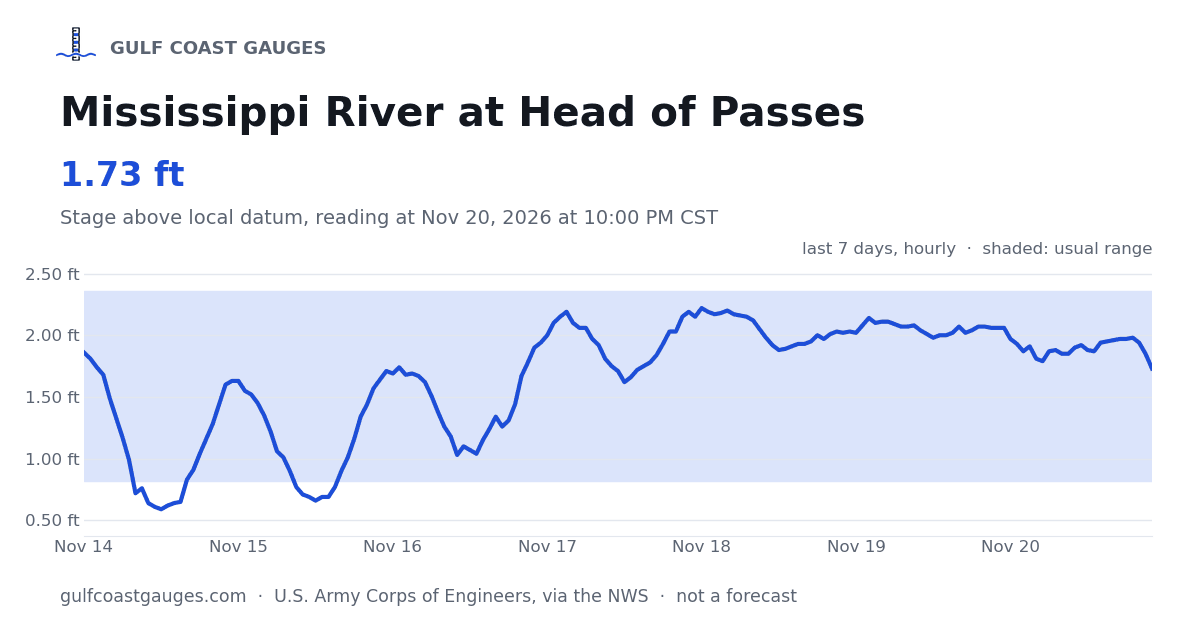 GULF COAST GAUGES
Mississippi River at Head of Passes
1.73 ft
Stage above local datum, reading at Nov 20, 2026 at 10:00 PM CST
last 7 days, hourly · shaded: usual range
2.50 ft
2.00 ft
1.50 ft
1.00 ft
0.50 ft
Nov 14 Nov 15 Nov 16 Nov 17 Nov 18 Nov 19 Nov 20
gulfcoastgauges.com · U.S. Army Corps of Engineers, via the NWS · not a forecast